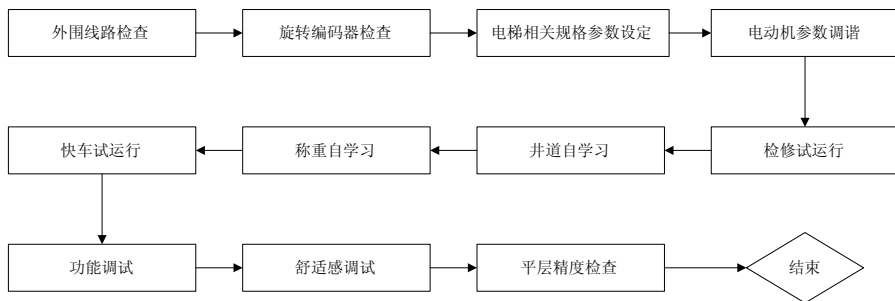 外围线路检查
旋转编码器检查
电梯相关规格参数设定
电动机参数调谐
检修试运行
井道自学习
称重自学习
快车试运行
功能调试
舒适感调试
平层精度检查
结束